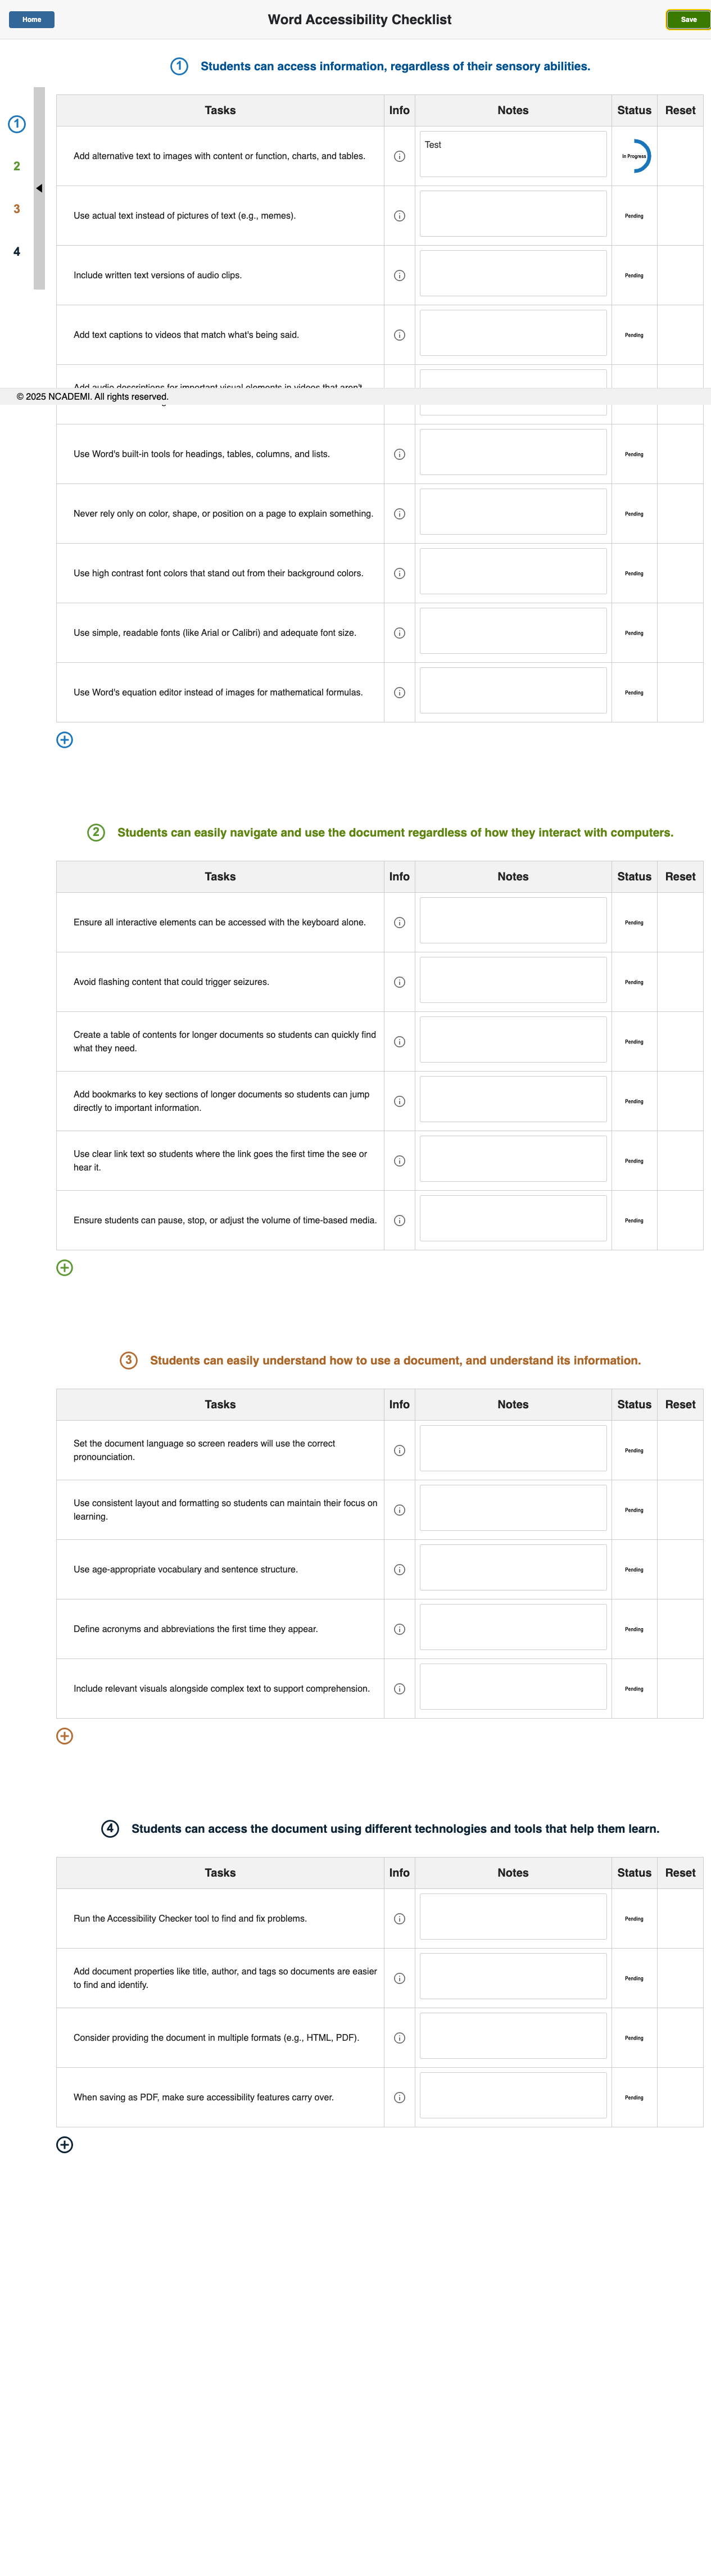 Home
Word Accessibility Checklist
Save
1
Students can access information, regardless of their sensory abilities.
1
2
3
4
Tasks Info Notes Status Reset
Add alternative text to images with content or function, charts, and tables. Test In Progress
Use actual text instead of pictures of text (e.g., memes). Pending
Include written text versions of audio clips. Pending
Add text captions to videos that match what's being said. Pending
Add audio descriptions for important visual elements in videos that aren't
© 2025 NCADEMI. All rights reserved.
Use Word's built-in tools for headings, tables, columns, and lists. Pending
Never rely only on color, shape, or position on a page to explain something. Pending
Use high contrast font colors that stand out from their background colors. Pending
Use simple, readable fonts (like Arial or Calibri) and adequate font size. Pending
Use Word's equation editor instead of images for mathematical formulas. Pending
2
Students can easily navigate and use the document regardless of how they interact with computers.
Tasks Info Notes Status Reset
Ensure all interactive elements can be accessed with the keyboard alone. Pending
Avoid flashing content that could trigger seizures. Pending
Create a table of contents for longer documents so students can quickly find
what they need. Pending
Add bookmarks to key sections of longer documents so students can jump
directly to important information. Pending
Use clear link text so students where the link goes the first time the see or
hear it. Pending
Ensure students can pause, stop, or adjust the volume of time-based media. Pending
3
Students can easily understand how to use a document, and understand its information.
Tasks Info Notes Status Reset
Set the document language so screen readers will use the correct
pronounciation. Pending
Use consistent layout and formatting so students can maintain their focus on
learning. Pending
Use age-appropriate vocabulary and sentence structure. Pending
Define acronyms and abbreviations the first time they appear. Pending
Include relevant visuals alongside complex text to support comprehension. Pending
4
Students can access the document using different technologies and tools that help them learn.
Tasks Info Notes Status Reset
Run the Accessibility Checker tool to find and fix problems. Pending
Add document properties like title, author, and tags so documents are easier
to find and identify. Pending
Consider providing the document in multiple formats (e.g., HTML, PDF). Pending
When saving as PDF, make sure accessibility features carry over. Pending